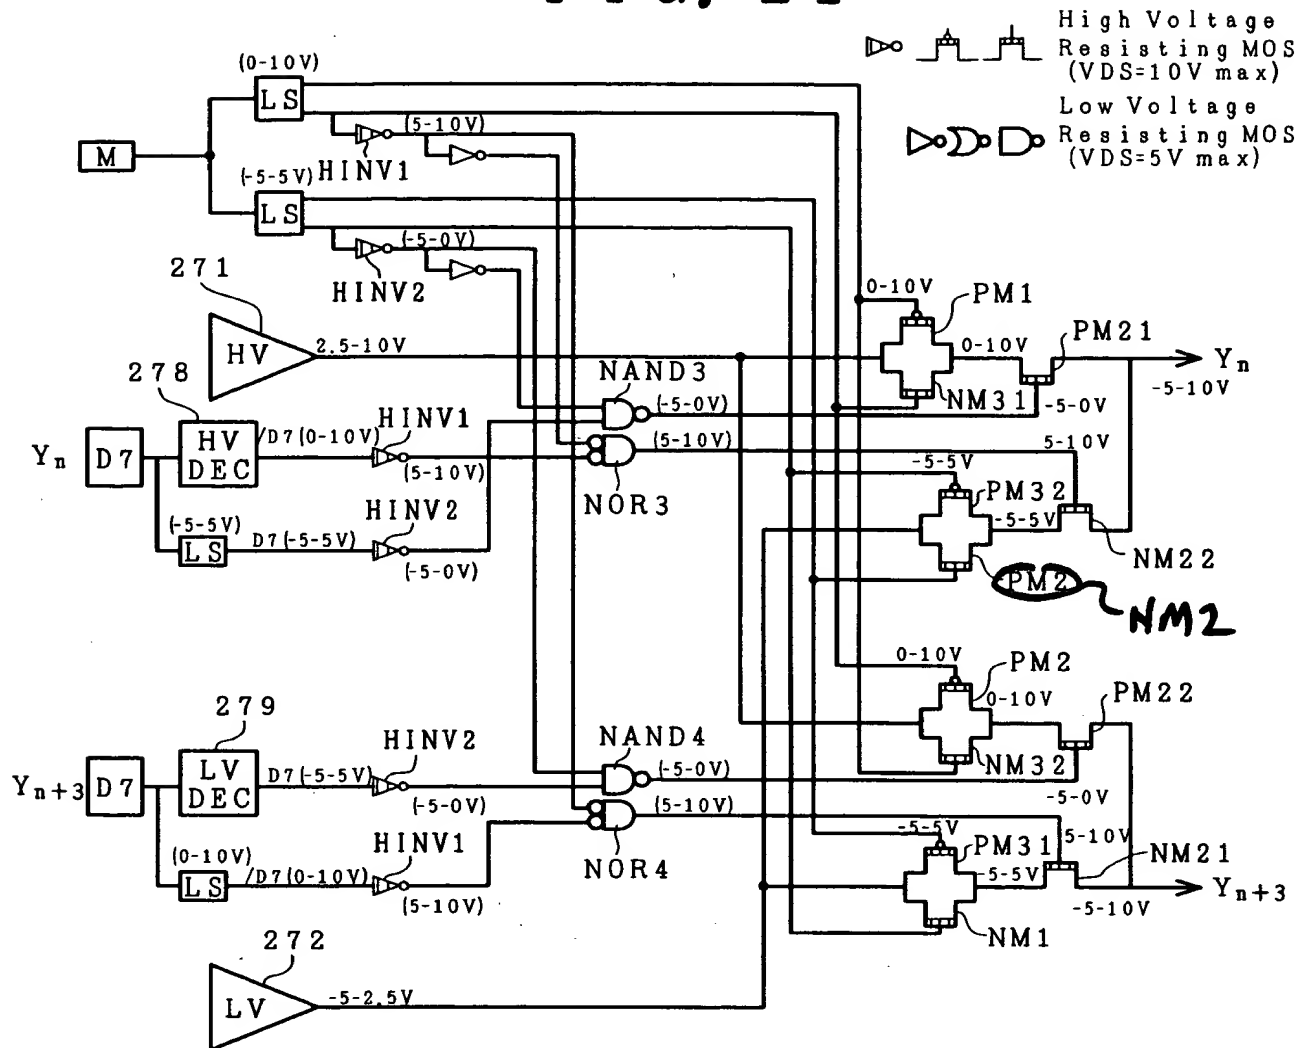 High Voltage
Resisting MOS
(VDS=10V max)
Low Voltage
Resisting MOS
(VDS=5V max)
(0-10V)
LS
(5-10V)
HINV1
M
(-5-5V)
LS
(-5-0V)
HINV2
271
HV
2.5-10V
0-10V
PM1
0-10V
PM21
NM31
Yn
-5-10V
-5-0V
278
NAND3
(-5-0V)
Yn
D7
HV
DEC
/D7(0-10V)
HINV1
(5-10V)
(5-10V)
NOR3
5-10V
(-5-5V)
LS
D7(-5-5V)
HINV2
(-5-0V)
-5-5V
PM32
-5-5V
NM22
PM2
NM2
0-10V
PM2
0-10V
PM22
NM32
-5-0V
279
NAND4
(-5-0V)
Yn+3
D7
LV
DEC
D7(-5-5V)
HINV2
(-5-0V)
(5-10V)
NOR4
(0-10V)
LS
/D7(0-10V)
HINV1
(5-10V)
-5-5V
PM31
-5-5V
5-10V
NM21
Yn+3
-5-10V
NM1
272
LV
-5-2.5V